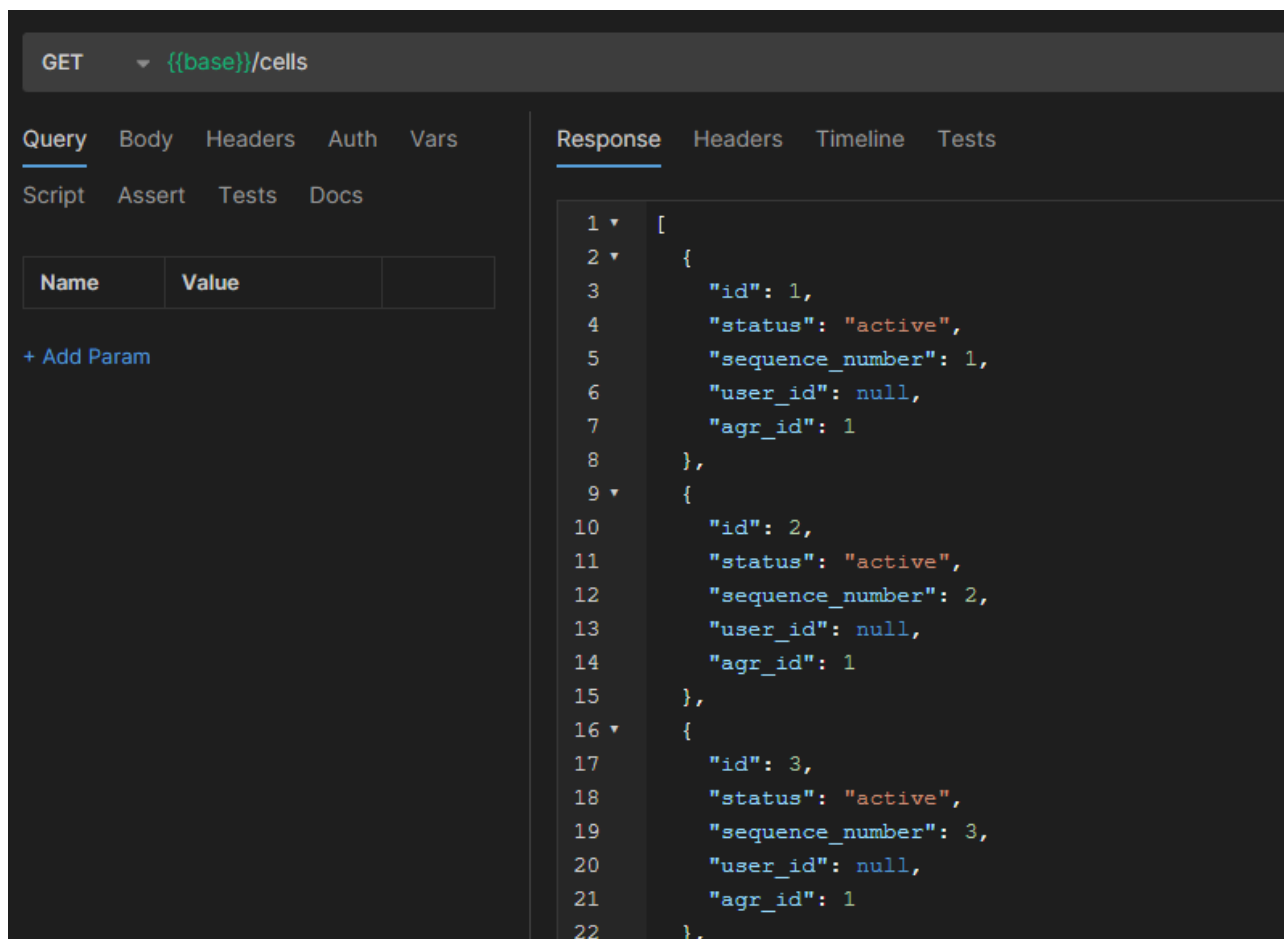 GET {{base}}/cells
Query Body Headers Auth Vars
Script Assert Tests Docs
Name Value
+ Add Param
Response Headers Timeline Tests
1 [
2 {
3 "id": 1,
4 "status": "active",
5 "sequence_number": 1,
6 "user_id": null,
7 "agr_id": 1
8 },
9 {
10 "id": 2,
11 "status": "active",
12 "sequence_number": 2,
13 "user_id": null,
14 "agr_id": 1
15 },
16 {
17 "id": 3,
18 "status": "active",
19 "sequence_number": 3,
20 "user_id": null,
21 "agr_id": 1
22 },